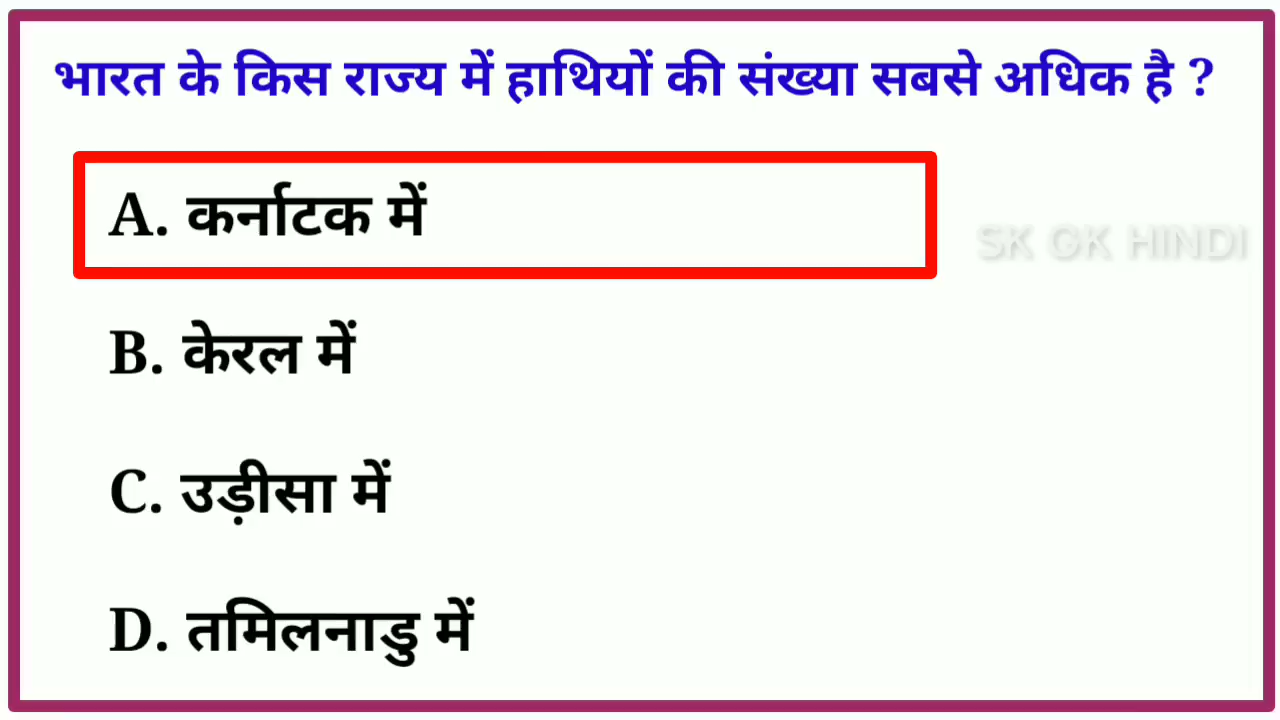 भारत के किस राज्य में हाथियों की संख्या सबसे अधिक है ?
A. कर्नाटक में
SK GK HINDI
B. केरल में
C. उड़ीसा में
D. तमिलनाडु में